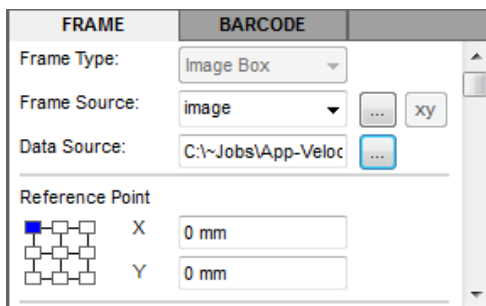 FRAME BARCODE
Frame Type: Image Box
Frame Source: image ... xy
Data Source: C:\~Jobs\App-Veloc ...
Reference Point
X 0 mm
Y 0 mm